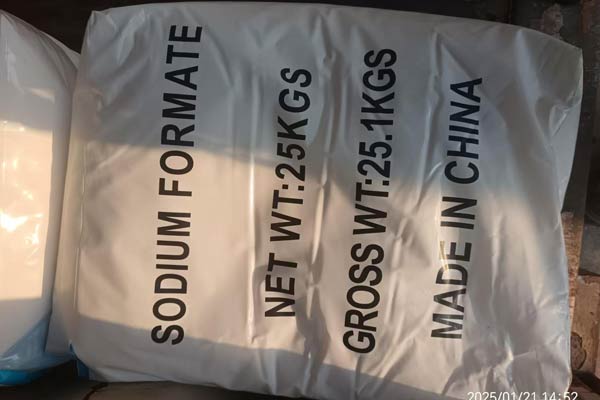 SODIUM FORMATE
NET WT:25KGS
GROSS WT:25.1KGS
MADE IN CHINA
2025/01/21 14:52